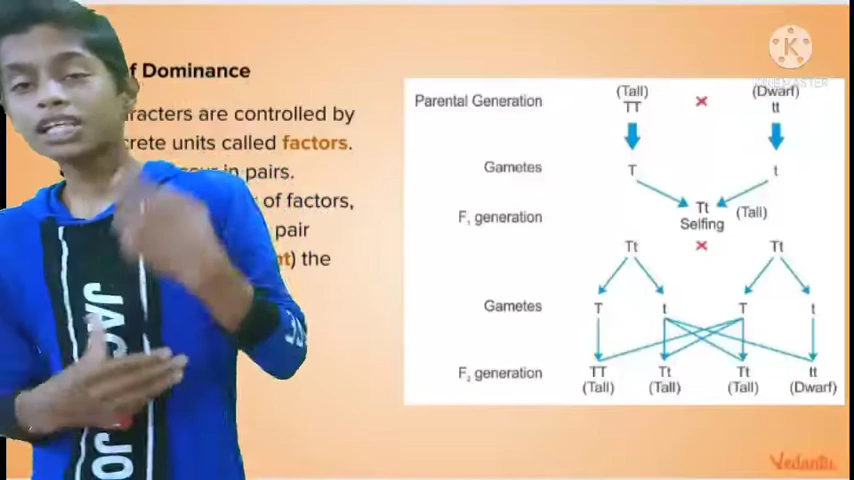 f Dominance
aracters are controlled by
crete units called factors.
in pairs.
of factors,
pair
nt) the
K
KINEMASTER
Parental Generation
(Tall)
TT
×
(Dwarf)
tt
Gametes
T
t
F₁ generation
Tt
(Tall)
Selfing
Tt
×
Tt
Gametes
T
t
T
t
F₂ generation
TT
Tt
Tt
tt
(Tall)
(Tall)
(Tall)
(Dwarf)
Vedantu